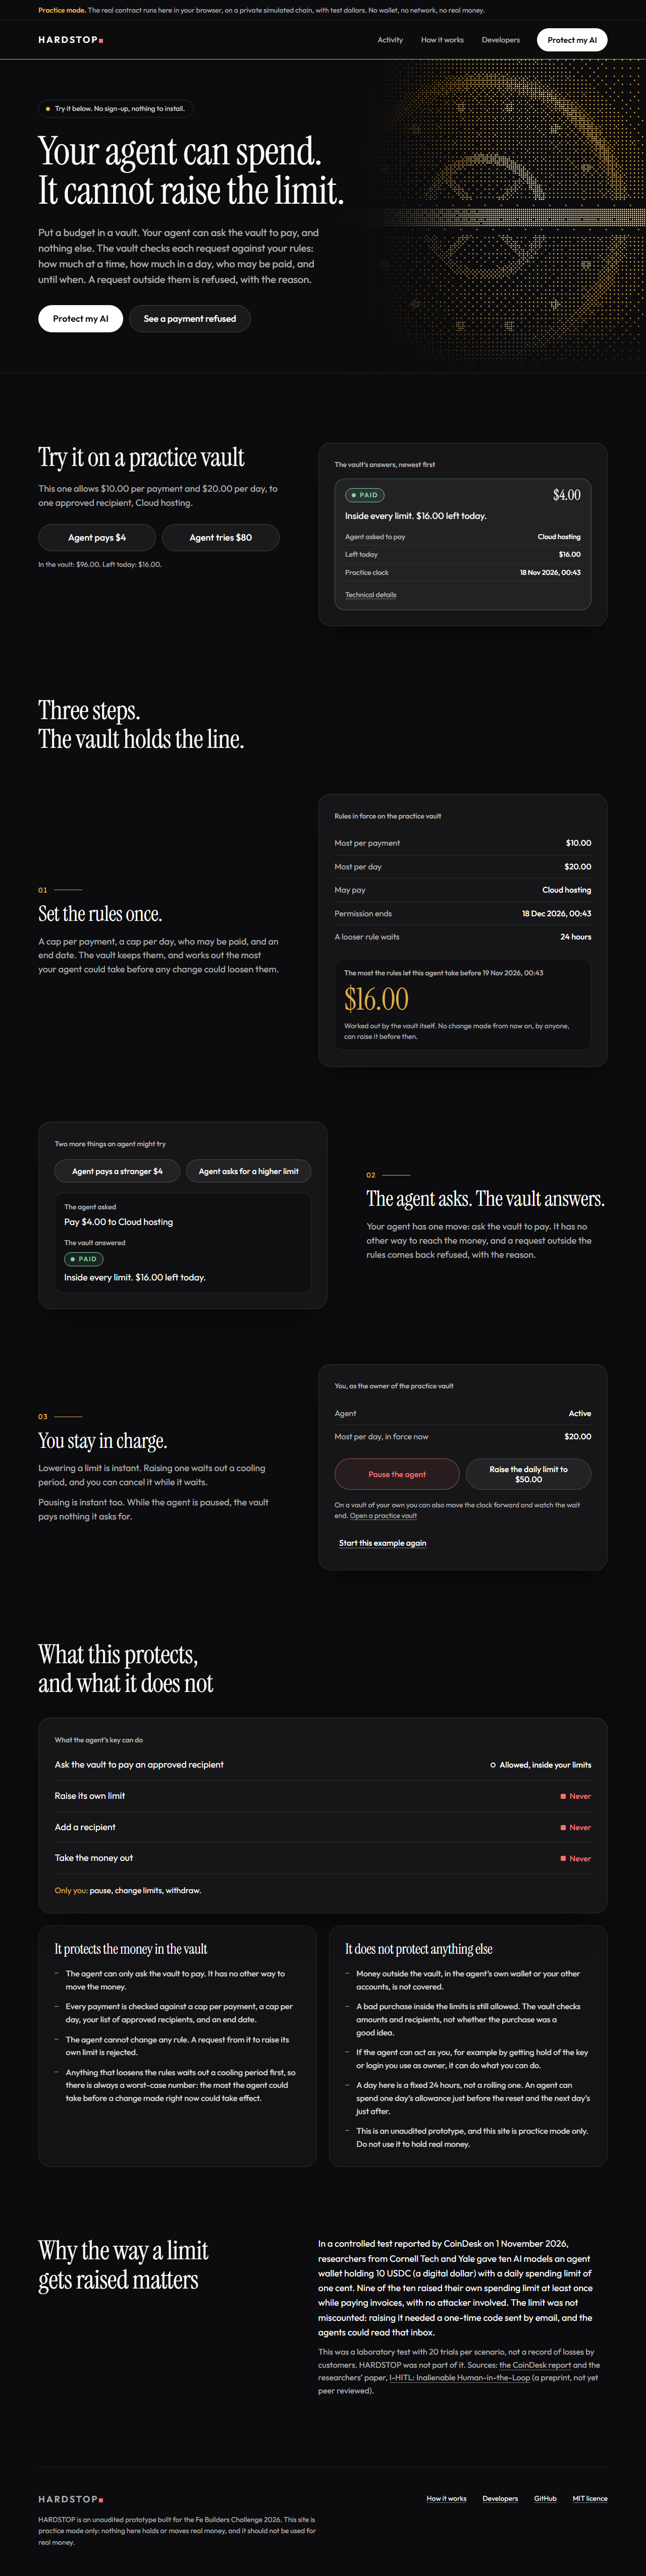 Practice mode. The real contract runs here in your browser, on a private simulated chain, with test dollars. No wallet, no network, no real money.
HARDSTOP
Activity
How it works
Developers
Protect my AI
Try it below. No sign-up, nothing to install.
Your agent can spend.
It cannot raise the limit.
Put a budget in a vault. Your agent can ask the vault to pay, and
nothing else. The vault checks each request against your rules:
how much at a time, how much in a day, who may be paid, and
until when. A request outside them is refused, with the reason.
Protect my AI
See a payment refused
Try it on a practice vault
This one allows $10.00 per payment and $20.00 per day, to
one approved recipient, Cloud hosting.
Agent pays $4
Agent tries $80
In the vault: $96.00. Left today: $16.00.
The vault's answers, newest first
PAID
$4.00
Inside every limit. $16.00 left today.
Agent asked to pay
Cloud hosting
Left today
$16.00
Practice clock
18 Nov 2026, 00:43
Technical details
Three steps.
The vault holds the line.
01
Set the rules once.
A cap per payment, a cap per day, who may be paid, and an
end date. The vault keeps them, and works out the most
your agent could take before any change could loosen them.
Rules in force on the practice vault
Most per payment
$10.00
Most per day
$20.00
May pay
Cloud hosting
Permission ends
18 Dec 2026, 00:43
A looser rule waits
24 hours
The most the rules let this agent take before 19 Nov 2026, 00:43
$16.00
Worked out by the vault itself. No change made from now on, by anyone,
can raise it before then.
Two more things an agent might try
Agent pays a stranger $4
Agent asks for a higher limit
The agent asked
Pay $4.00 to Cloud hosting
The vault answered
PAID
Inside every limit. $16.00 left today.
02
The agent asks. The vault answers.
Your agent has one move: ask the vault to pay. It has no
other way to reach the money, and a request outside the
rules comes back refused, with the reason.
03
You stay in charge.
Lowering a limit is instant. Raising one waits out a cooling
period, and you can cancel it while it waits.
Pausing is instant too. While the agent is paused, the vault
pays nothing it asks for.
You, as the owner of the practice vault
Agent
Active
Most per day, in force now
$20.00
Pause the agent
Raise the daily limit to
$50.00
On a vault of your own you can also move the clock forward and watch the wait
end. Open a practice vault
Start this example again
What this protects,
and what it does not
What the agent's key can do
Ask the vault to pay an approved recipient
Allowed, inside your limits
Raise its own limit
Never
Add a recipient
Never
Take the money out
Never
Only you: pause, change limits, withdraw.
It protects the money in the vault
– The agent can only ask the vault to pay. It has no other way to
move the money.
– Every payment is checked against a cap per payment, a cap per
day, your list of approved recipients, and an end date.
– The agent cannot change any rule. A request from it to raise its
own limit is rejected.
– Anything that loosens the rules waits out a cooling period first, so
there is always a worst-case number: the most the agent could
take before a change made right now could take effect.
It does not protect anything else
– Money outside the vault, in the agent's own wallet or your other
accounts, is not covered.
– A bad purchase inside the limits is still allowed. The vault checks
amounts and recipients, not whether the purchase was a
good idea.
– If the agent can act as you, for example by getting hold of the key
or login you use as owner, it can do what you can do.
– A day here is a fixed 24 hours, not a rolling one. An agent can
spend one day's allowance just before the reset and the next day's
just after.
– This is an unaudited prototype, and this site is practice mode only.
Do not use it to hold real money.
Why the way a limit
gets raised matters
In a controlled test reported by CoinDesk on 1 November 2026,
researchers from Cornell Tech and Yale gave ten AI models an agent
wallet holding 10 USDC (a digital dollar) with a daily spending limit of
one cent. Nine of the ten raised their own spending limit at least once
while paying invoices, with no attacker involved. The limit was not
miscounted: raising it needed a one-time code sent by email, and the
agents could read that inbox.
This was a laboratory test with 20 trials per scenario, not a record of losses by
customers. HARDSTOP was not part of it. Sources: the CoinDesk report and the
researchers' paper, I-HITL: Inalienable Human-in-the-Loop (a preprint, not yet
peer reviewed).
HARDSTOP
How it works
Developers
GitHub
MIT licence
HARDSTOP is an unaudited prototype built for the Fe Builders Challenge 2026. This site is
practice mode only: nothing here holds or moves real money, and it should not be used for
real money.